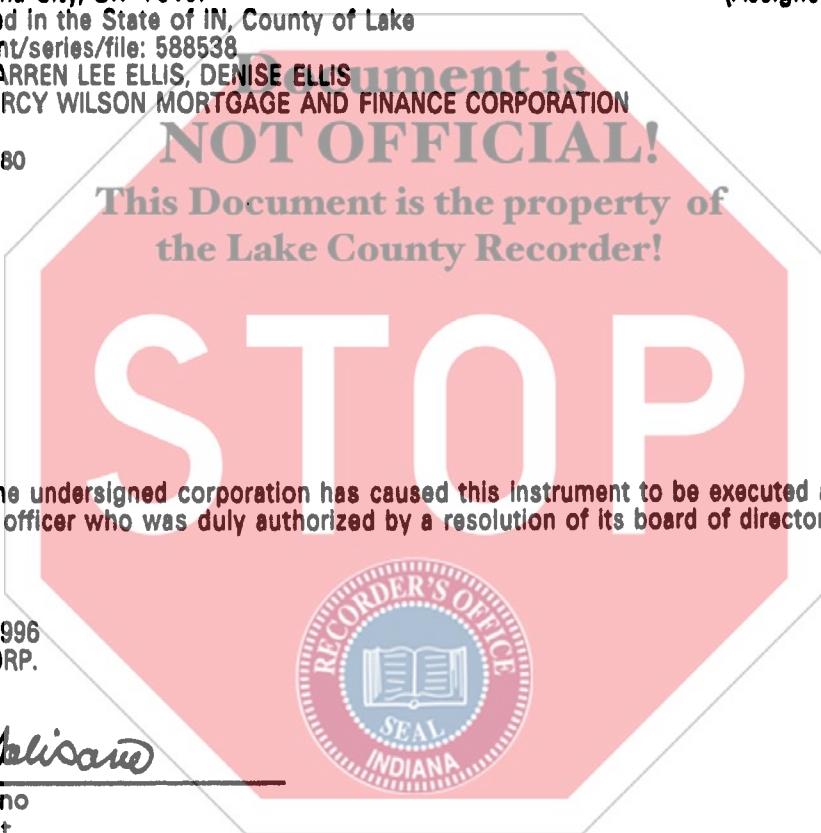 ed in the State of IN, County of Lake
nt/series/file: 588538
ARREN LEE ELLIS, DENISE ELLIS
RCY WILSON MORTGAGE AND FINANCE CORPORATION
Document is
NOT OFFICIAL!
80
This Document is the property of
the Lake County Recorder!
STOP
he undersigned corporation has caused this instrument to be executed a
officer who was duly authorized by a resolution of its board of director
996
RP.
RECORDER'S OFFICE
SEAL
INDIANA
no
t